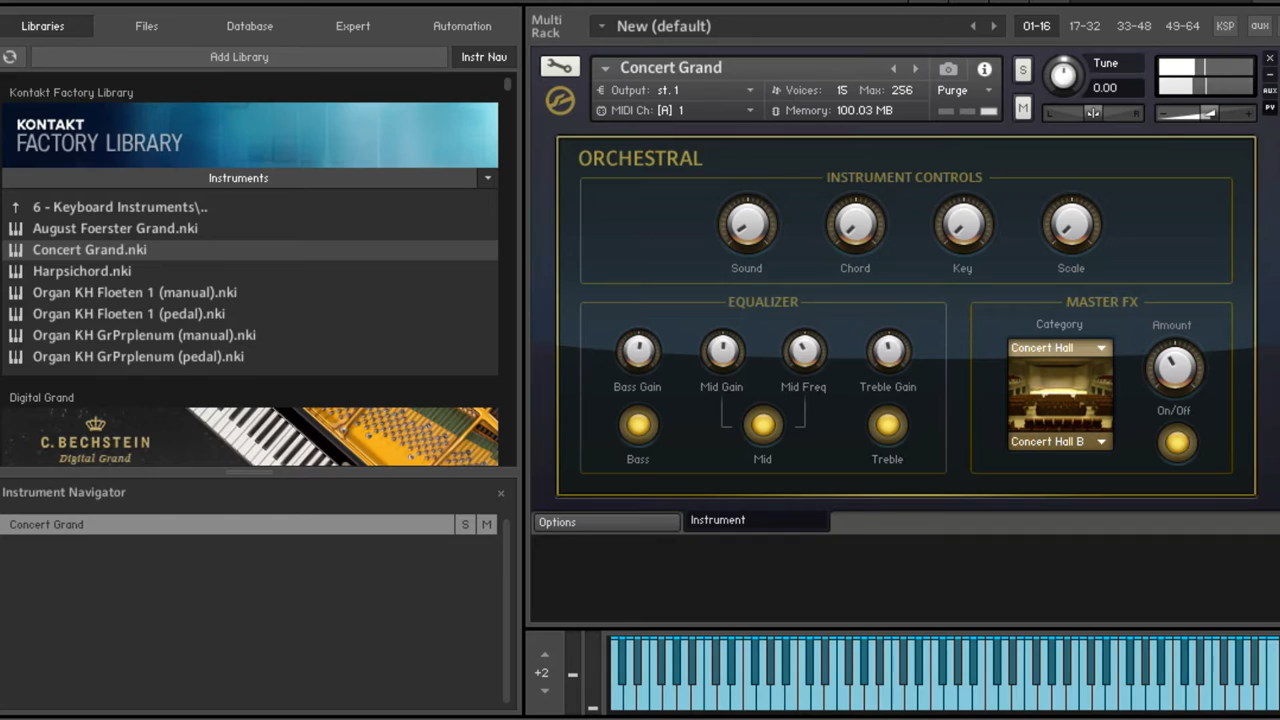 Libraries
Files
Database
Expert
Automation
Add Library
Instr Nau
Kontakt Factory Library
KONTAKT
FACTORY LIBRARY
Instruments
6 - Keyboard Instruments\..
August Foerster Grand.nki
Concert Grand.nki
Harpsichord.nki
Organ KH Floeten 1 (manual).nki
Organ KH Floeten 1 (pedal).nki
Organ KH GrPrplenum (manual).nki
Organ KH GrPrplenum (pedal).nki
Digital Grand
C.BECHSTEIN
Digital Grand
Instrument Navigator
Concert Grand S M
Multi
Rack
New (default)
01-16 17-32 33-48 49-64 KSP aux
Concert Grand
S
Tune
0.00
Output: st. 1
Voices: 15 Max: 256
Purge
MIDI Ch: [A] 1
Memory: 100.03 MB
M
L R
- +
×
AUX
PV
ORCHESTRAL
INSTRUMENT CONTROLS
Sound Chord Key Scale
EQUALIZER
Bass Gain Mid Gain Mid Freq Treble Gain
Bass Mid Treble
MASTER FX
Category
Amount
Concert Hall
On/Off
Concert Hall B
Options
Instrument
+2